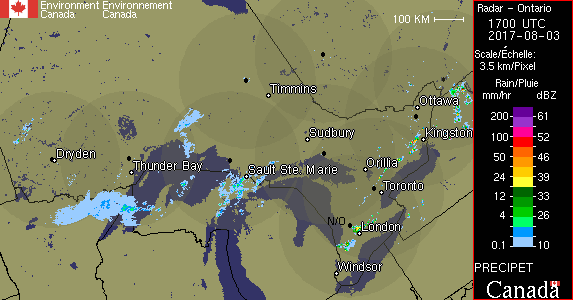 Environment Environnement
Canada Canada
100 KM
Radar - Ontario
1700 UTC
2017-08-03
Scale/Échelle:
3.5 km/Pixel
Rain/Pluie
mm/hr dBZ
200 61
100 52
50 46
24 39
12 33
4 26
2 16
0.1 10
PRECIPET
Canada
Timmins
Ottawa
Sudbury
Kingston
Dryden
Thunder Bay
Sault Ste. Marie
Orillia
Toronto
N/O
London
Windsor